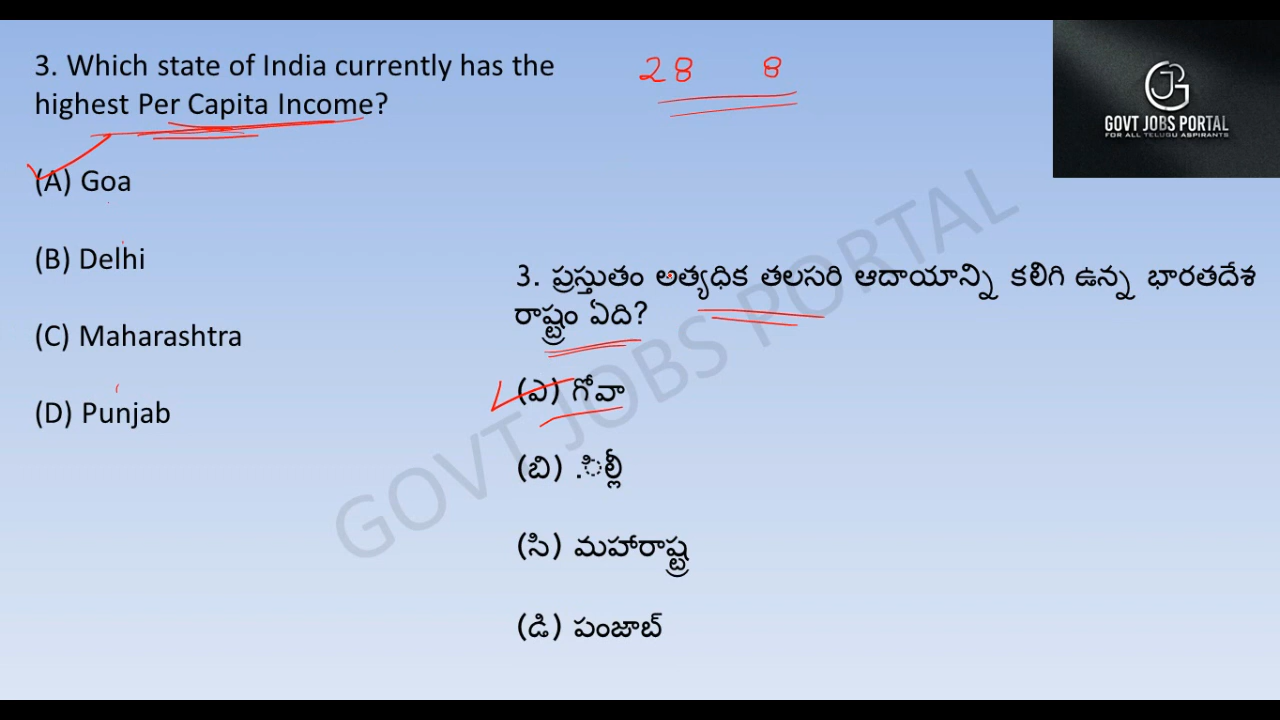 3. Which state of India currently has the
highest Per Capita Income?
28 8
GOVT JOBS PORTAL
FOR ALL TELUGU ASPIRANTS
(A) Goa
(B) Delhi
(C) Maharashtra
(D) Punjab
3. ప్రస్తుతం అత్యధిక తలసరి ఆదాయాన్ని కలిగి ఉన్న భారతదేశ
రాష్ట్రం ఏది?
(ఎ) గోవా
(బి) .ిల్లీ
(సి) మహారాష్ట్ర
(డి) పంజాబ్
GOVT JOBS PORTAL